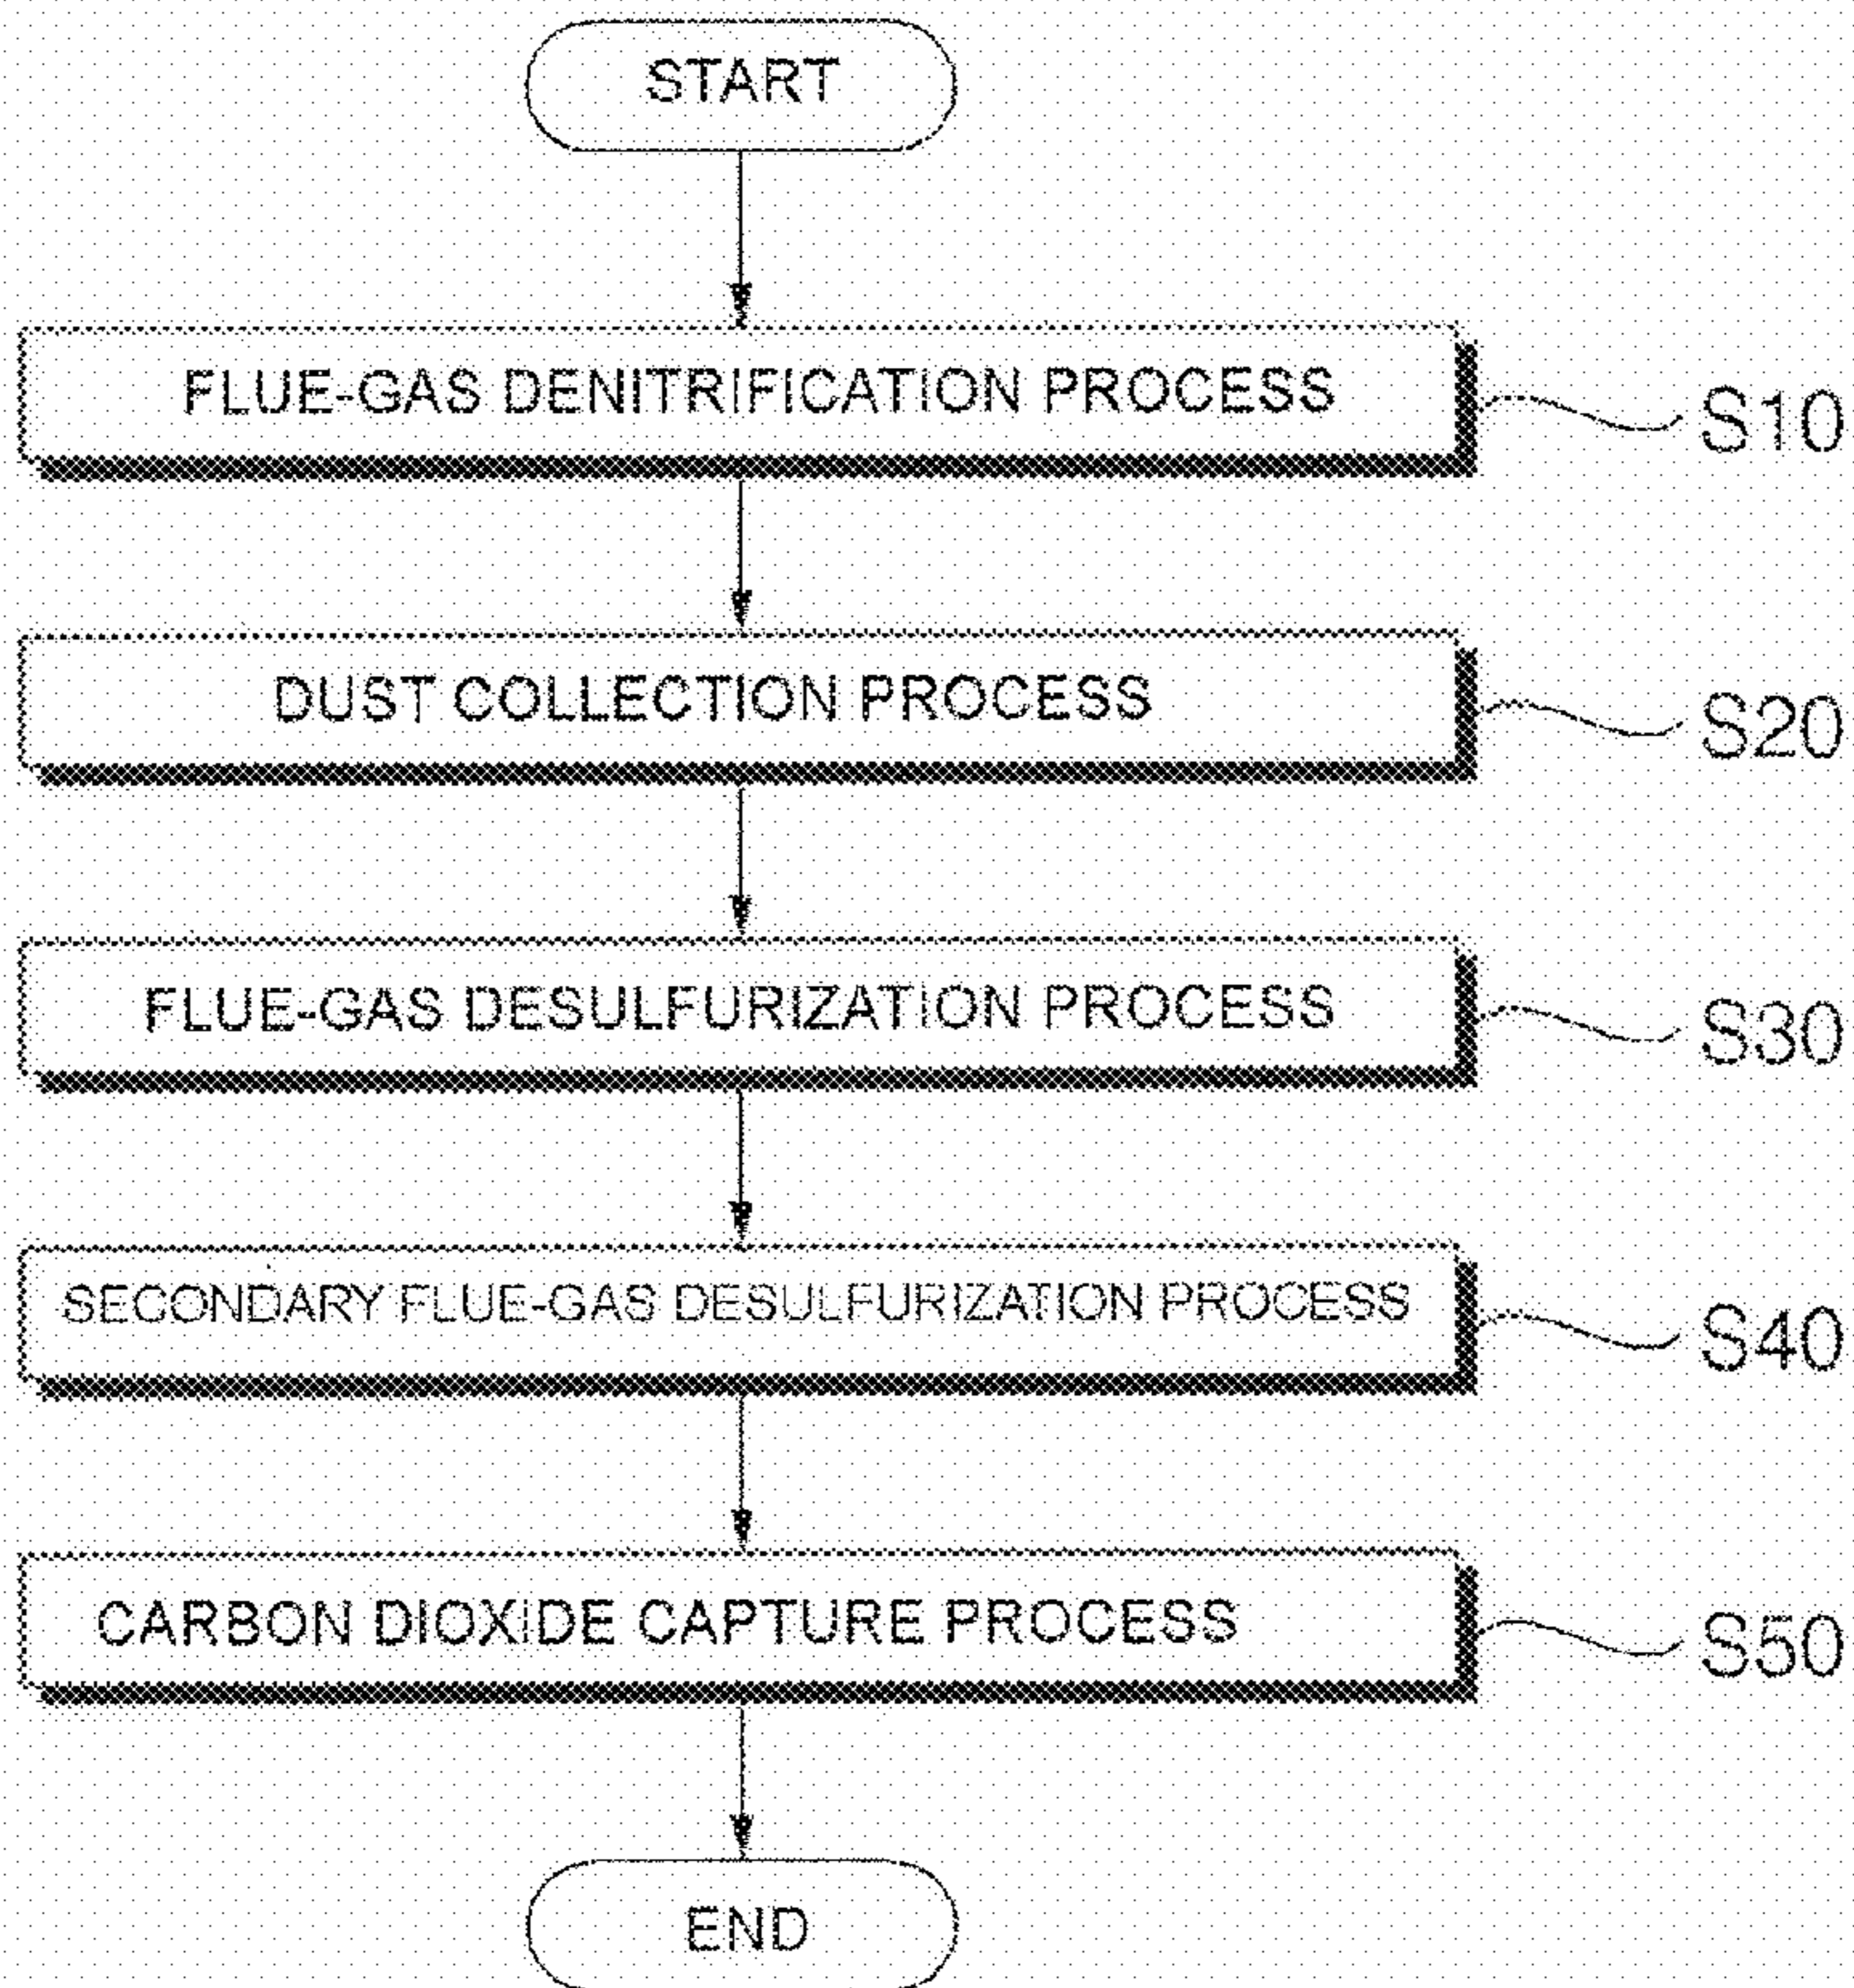 START
FLUE-GAS DENITRIFICATION PROCESS
S10
DUST COLLECTION PROCESS
S20
FLUE-GAS DESULFURIZATION PROCESS
S30
SECONDARY FLUE-GAS DESULFURIZATION PROCESS
S40
CARBON DIOXIDE CAPTURE PROCESS
S50
END